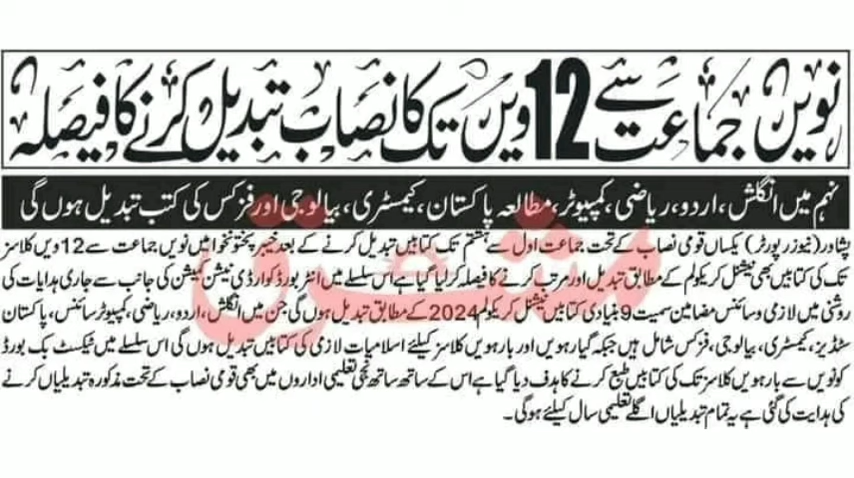 نویں جماعت سے 12 ویں تک کا نصاب تبدیل کرنے کا فیصلہ
نہم میں انگلش، اردو، ریاضی، کمپیوٹر، مطالعہ پاکستان، کیمسٹری، بیالوجی اور فزکس کی کتب تبدیل ہوں گی
پشاور (نیوز رپورٹر) یکساں قومی نصاب کے تحت جماعت اول سے ہشتم تک کتابیں تبدیل کرنے کے بعد خیبر پختونخوا میں نویں جماعت سے 12 ویں کلاسز
تک کی کتابیں بھی نیشنل کریکولم کے مطابق تبدیل اور مرتب کرنے کا فیصلہ کر لیا گیا ہے اس سلسلے میں انٹر بورڈ کوارڈی نیشن کمیشن کی جانب سے جاری ہدایات کی
روشنی میں لازمی و سائنس مضامین سمیت 9 بنیادی کتابیں نیشنل کریکولم 2024 کے مطابق تبدیل ہوں گی جن میں انگلش، اردو، ریاضی، کمپیوٹر سائنس، پاکستان
سٹڈیز، کیمسٹری، بیالوجی، فزکس شامل ہیں جبکہ گیارہویں اور بارہویں کلاسز کیلئے اسلامیات لازمی کی کتابیں تبدیل ہوں گی اس سلسلے میں ٹیکسٹ بک بورڈ
کو نویں سے بارہویں کلاسز تک کی کتابیں طبع کرنے کا ہدف دیا گیا ہے اس کے ساتھ ساتھ نجی تعلیمی اداروں میں بھی قومی نصاب کے تحت مذکورہ تبدیلیاں کرنے
کی ہدایت کی گئی ہے یہ تمام تبدیلیاں اگلے تعلیمی سال کیلئے ہوگی۔
مشرق